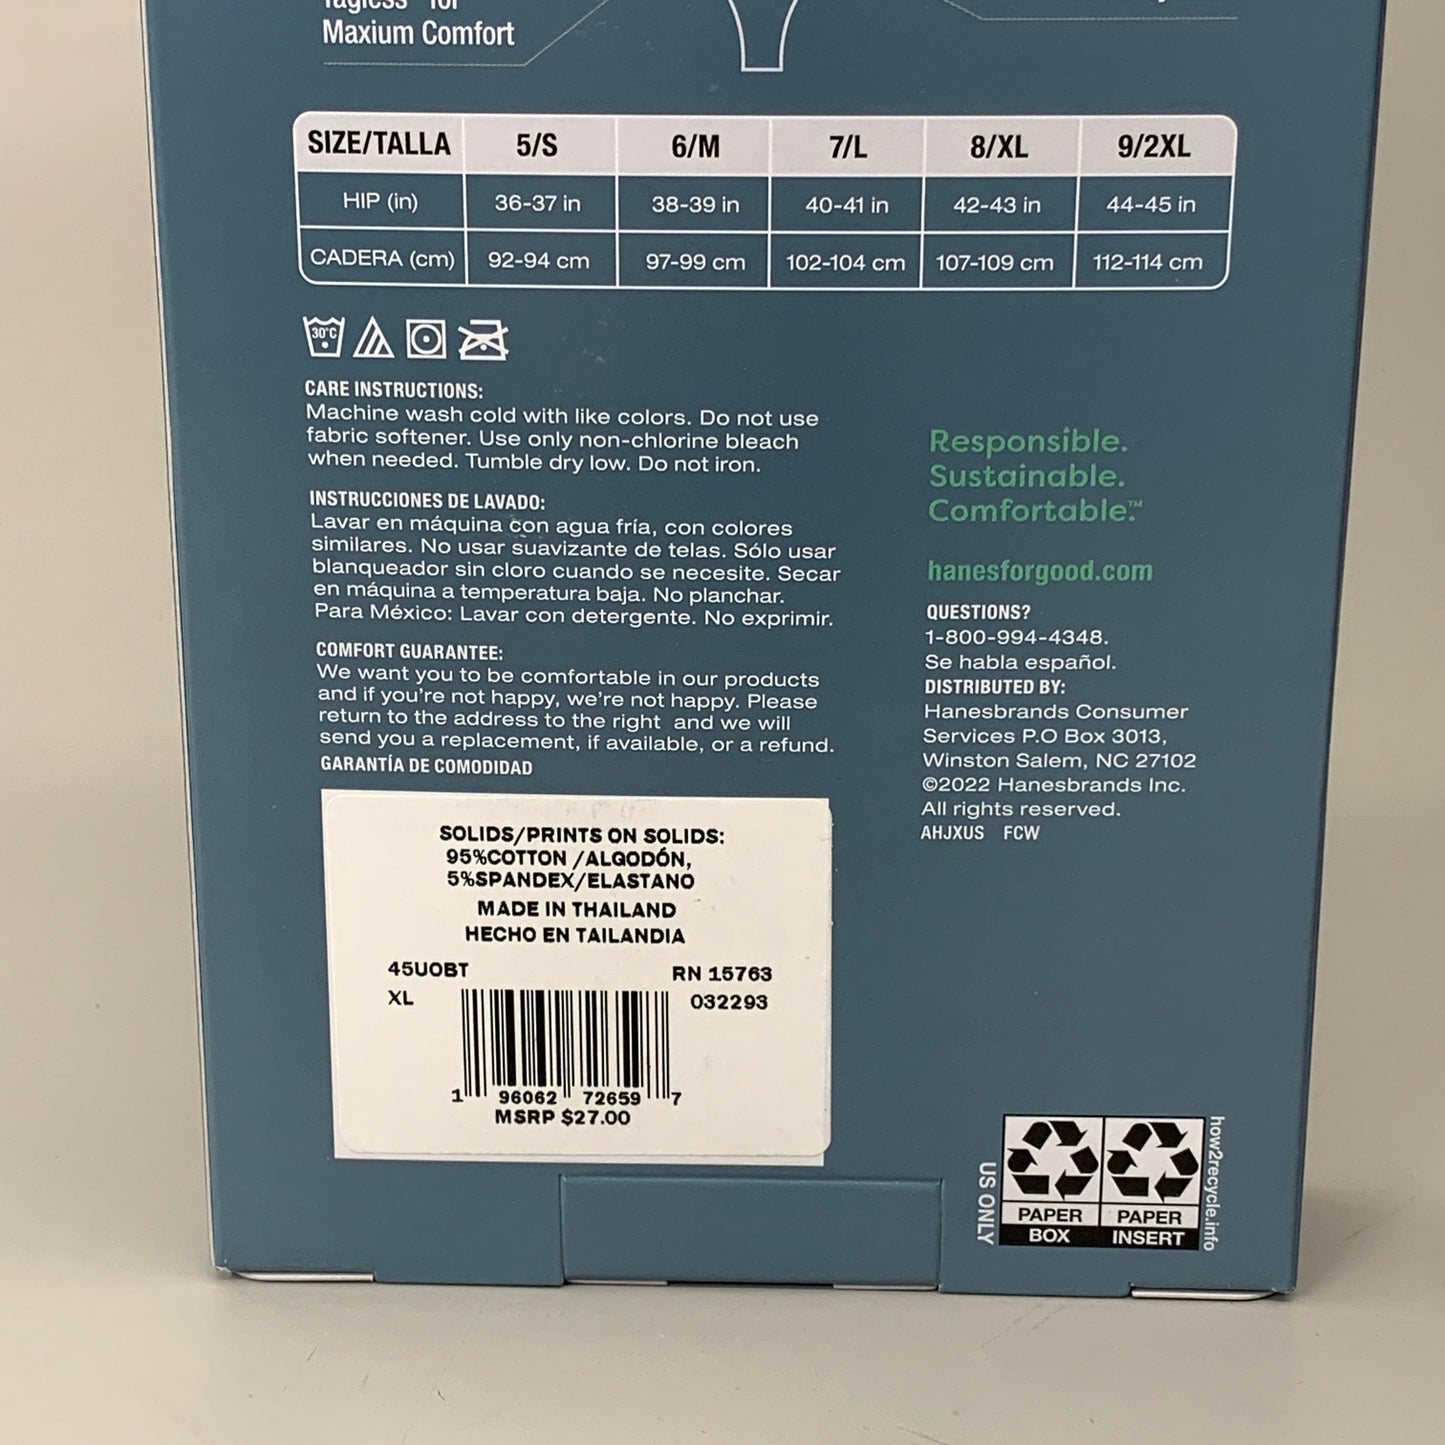 Tagless for
Maxium Comfort
SIZE/TALLA 5/S 6/M 7/L 8/XL 9/2XL
HIP (in) 36-37 in 38-39 in 40-41 in 42-43 in 44-45 in
CADERA (cm) 92-94 cm 97-99 cm 102-104 cm 107-109 cm 112-114 cm
30°C
CARE INSTRUCTIONS:
Machine wash cold with like colors. Do not use
fabric softener. Use only non-chlorine bleach
when needed. Tumble dry low. Do not iron.
INSTRUCCIONES DE LAVADO:
Lavar en máquina con agua fría, con colores
similares. No usar suavizante de telas. Sólo usar
blanqueador sin cloro cuando se necesite. Secar
en máquina a temperatura baja. No planchar.
Para México: Lavar con detergente. No exprimir.
COMFORT GUARANTEE:
We want you to be comfortable in our products
and if you're not happy, we're not happy. Please
return to the address to the right and we will
send you a replacement, if available, or a refund.
GARANTÍA DE COMODIDAD
Responsible.
Sustainable.
Comfortable.™
hanesforgood.com
QUESTIONS?
1-800-994-4348.
Se habla español.
DISTRIBUTED BY:
Hanesbrands Consumer
Services P.O Box 3013,
Winston Salem, NC 27102
©2022 Hanesbrands Inc.
All rights reserved.
AHJXUS FCW
SOLIDS/PRINTS ON SOLIDS:
95%COTTON /ALGODÓN,
5%SPANDEX/ELASTANO
MADE IN THAILAND
HECHO EN TAILANDIA
45UOBT RN 15763
XL 032293
1 96062 72659 7
MSRP $27.00
US ONLY
PAPER PAPER
BOX INSERT
how2recycle.info